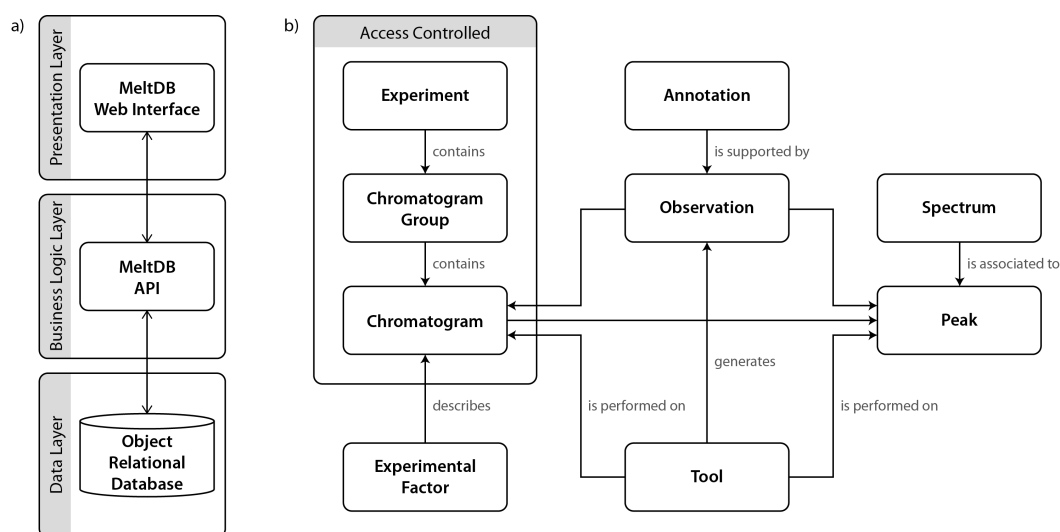 a)
Presentation Layer
MeltDB
Web Interface
Business Logic Layer
MeltDB
API
Data Layer
Object
Relational
Database
b)
Access Controlled
Experiment
contains
Chromatogram
Group
contains
Chromatogram
describes
Experimental
Factor
Annotation
is supported by
Observation
generates
is performed on
Tool
Spectrum
is associated to
Peak
is performed on